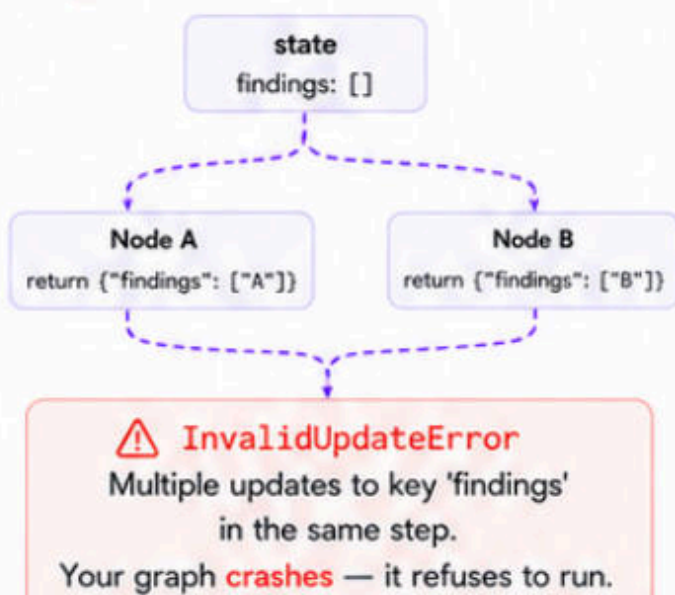 state
findings: []
Node A
return {"findings": ["A"]}
Node B
return {"findings": ["B"]}
InvalidUpdateError
Multiple updates to key 'findings'
in the same step.
Your graph crashes — it refuses to run.